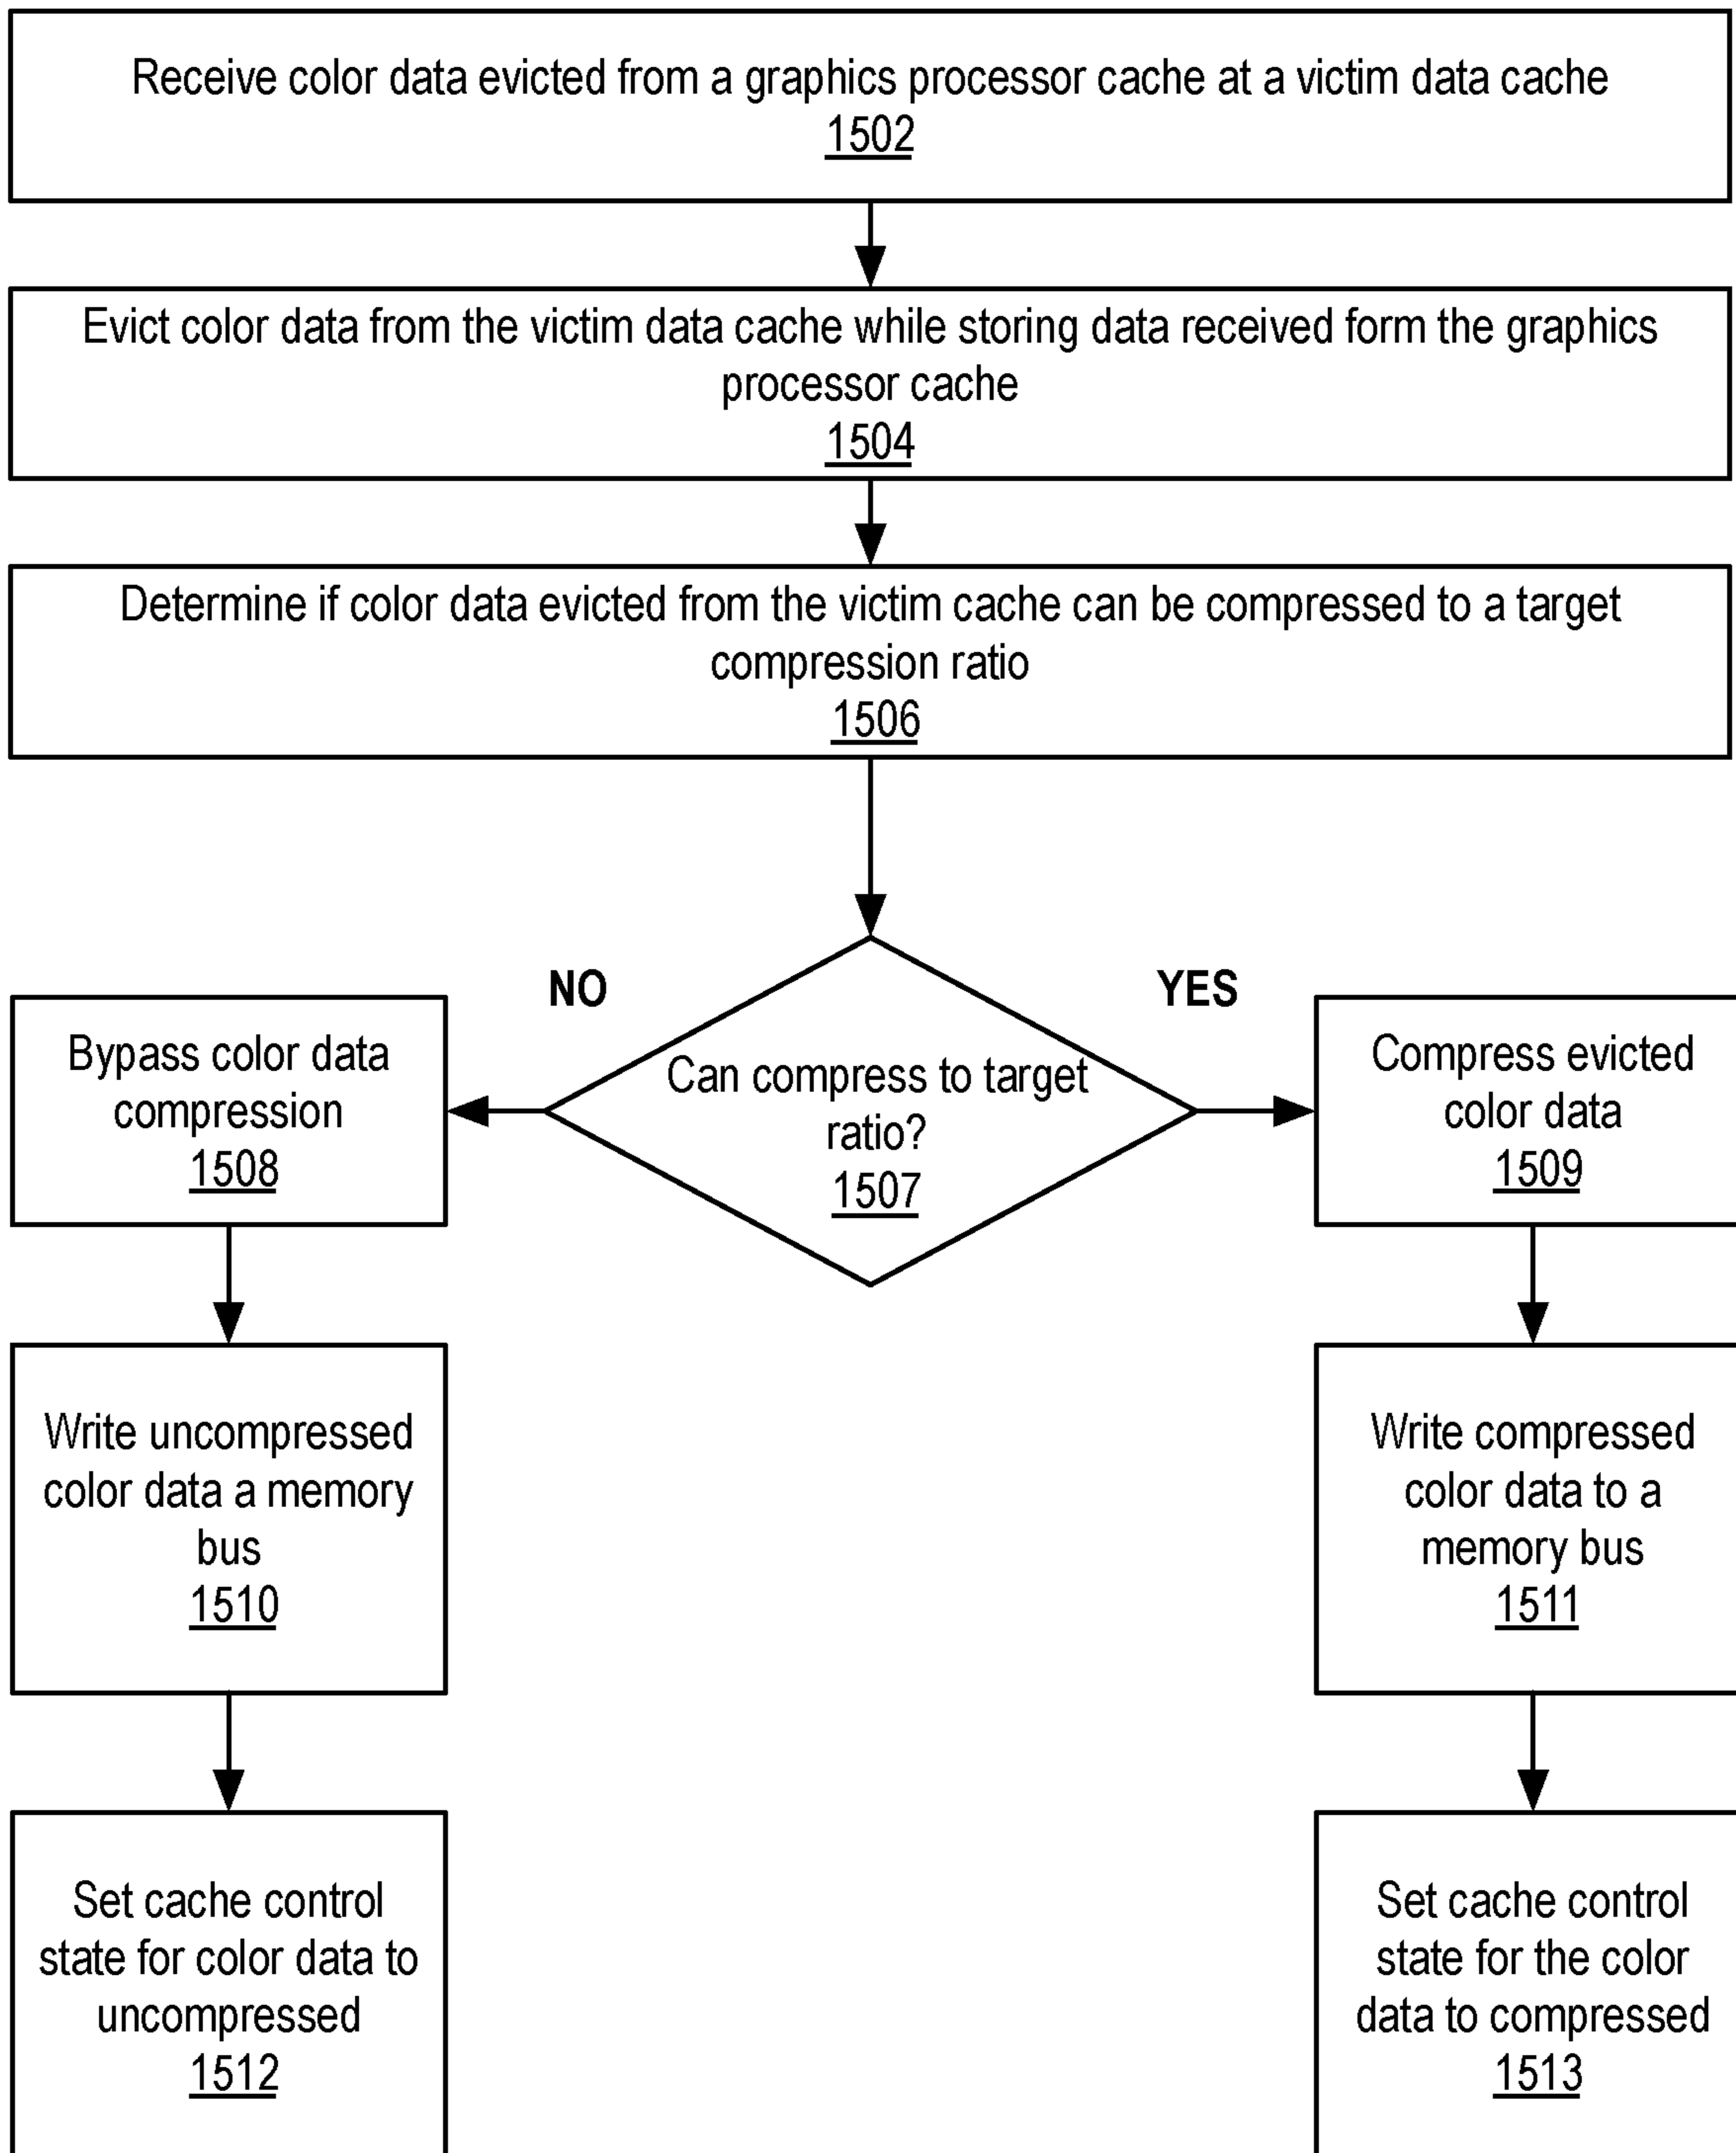 Receive color data evicted from a graphics processor cache at a victim data cache
1502
Evict color data from the victim data cache while storing data received form the graphics
processor cache
1504
Determine if color data evicted from the victim cache can be compressed to a target
compression ratio
1506
NO
YES
Can compress to target
ratio?
1507
Bypass color data
compression
1508
Write uncompressed
color data a memory
bus
1510
Set cache control
state for color data to
uncompressed
1512
Compress evicted
color data
1509
Write compressed
color data to a
memory bus
1511
Set cache control
state for the color
data to compressed
1513